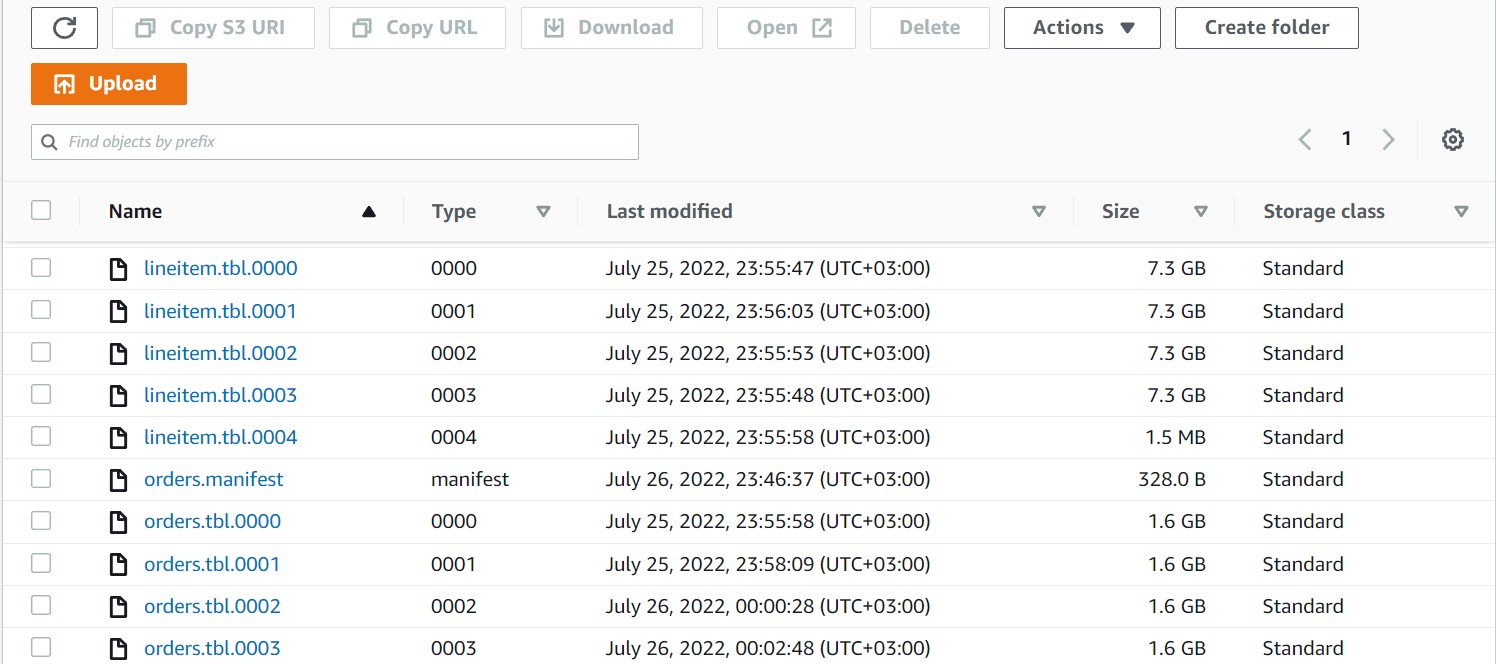 Copy S3 URI Copy URL Download Open Delete Actions Create folder
Upload
Find objects by prefix 1
Name Type Last modified Size Storage class
lineitem.tbl.0000 0000 July 25, 2022, 23:55:47 (UTC+03:00) 7.3 GB Standard
lineitem.tbl.0001 0001 July 25, 2022, 23:56:03 (UTC+03:00) 7.3 GB Standard
lineitem.tbl.0002 0002 July 25, 2022, 23:55:53 (UTC+03:00) 7.3 GB Standard
lineitem.tbl.0003 0003 July 25, 2022, 23:55:48 (UTC+03:00) 7.3 GB Standard
lineitem.tbl.0004 0004 July 25, 2022, 23:55:58 (UTC+03:00) 1.5 MB Standard
orders.manifest manifest July 26, 2022, 23:46:37 (UTC+03:00) 328.0 B Standard
orders.tbl.0000 0000 July 25, 2022, 23:55:58 (UTC+03:00) 1.6 GB Standard
orders.tbl.0001 0001 July 25, 2022, 23:58:09 (UTC+03:00) 1.6 GB Standard
orders.tbl.0002 0002 July 26, 2022, 00:00:28 (UTC+03:00) 1.6 GB Standard
orders.tbl.0003 0003 July 26, 2022, 00:02:48 (UTC+03:00) 1.6 GB Standard